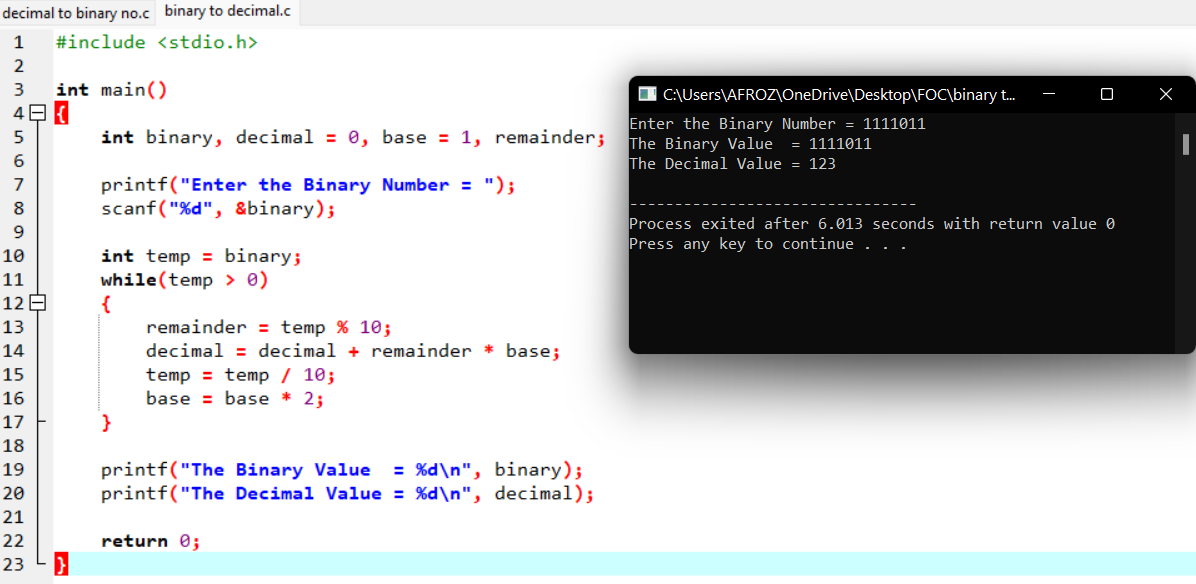 decimal to binary no.c binary to decimal.c
1 #include <stdio.h>
2
3 int main()
4 {
5 int binary, decimal = 0, base = 1, remainder;
6
7 printf("Enter the Binary Number = ");
8 scanf("%d", &binary);
9
10 int temp = binary;
11 while(temp > 0)
12 {
13 remainder = temp % 10;
14 decimal = decimal + remainder * base;
15 temp = temp / 10;
16 base = base * 2;
17 }
18
19 printf("The Binary Value  = %d\n", binary);
20 printf("The Decimal Value = %d\n", decimal);
21
22 return 0;
23 }
C:\Users\AFROZ\OneDrive\Desktop\FOC\binary t...
Enter the Binary Number = 1111011
The Binary Value  = 1111011
The Decimal Value = 123
--------------------------------
Process exited after 6.013 seconds with return value 0
Press any key to continue . . .